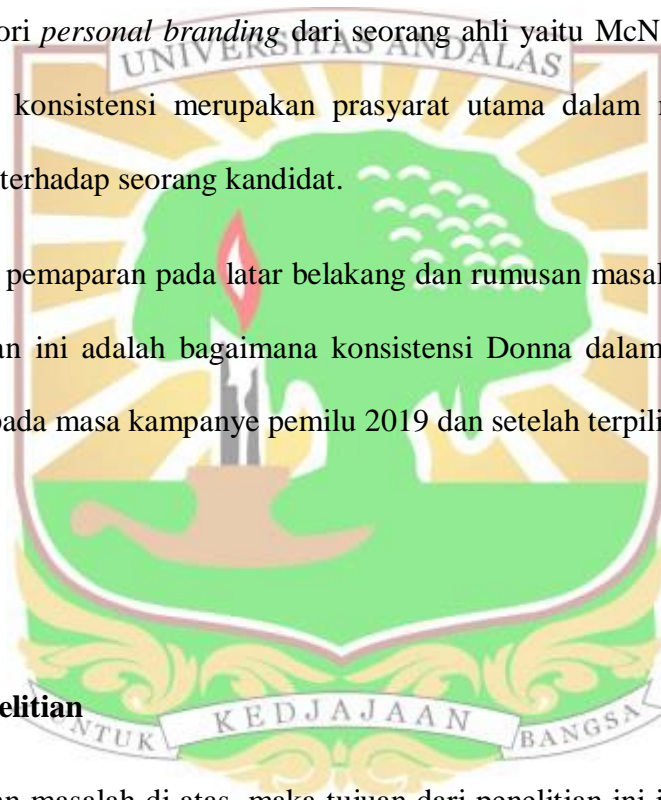 ori personal branding dari seorang ahli yaitu McN
UNIVERSITAS ANDALAS
konsistensi merupakan prasyarat utama dalam
terhadap seorang kandidat.
pemaparan pada latar belakang dan rumusan masal
an ini adalah bagaimana konsistensi Donna dalam
pada masa kampanye pemilu 2019 dan setelah terpili
elitian
UNTUK KEDJAJAAN BANGSA
an masalah di atas, maka tujuan dari penelitian ini